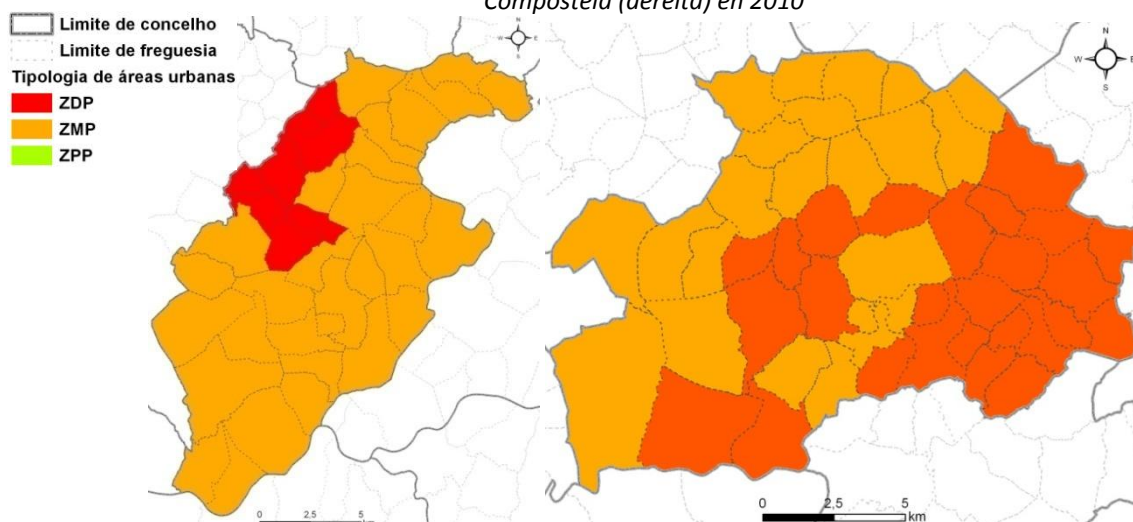 Compostela (dereita) en 2010
Limite de concelho
Limite de freguesia
Tipologia de áreas urbanas
ZDP
ZMP
ZPP
N
W E
S
N
W E
S
0 2,5 5
km
0 2,5 5
km